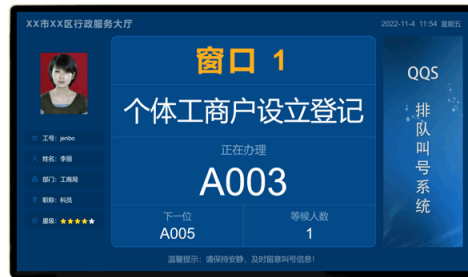 XX市XX区行政服务大厅
2022-11-4 11:54 星期五
窗口 1
个体工商户设立登记
正在办理
A003
下一位
A005
等候人数
1
工号: jenbo
姓名: 李丽
部门: 工商局
职称: 科员
星级: ★★★★★
QQS
排队叫号系统
温馨提示: 请保持安静, 及时留意叫号信息!